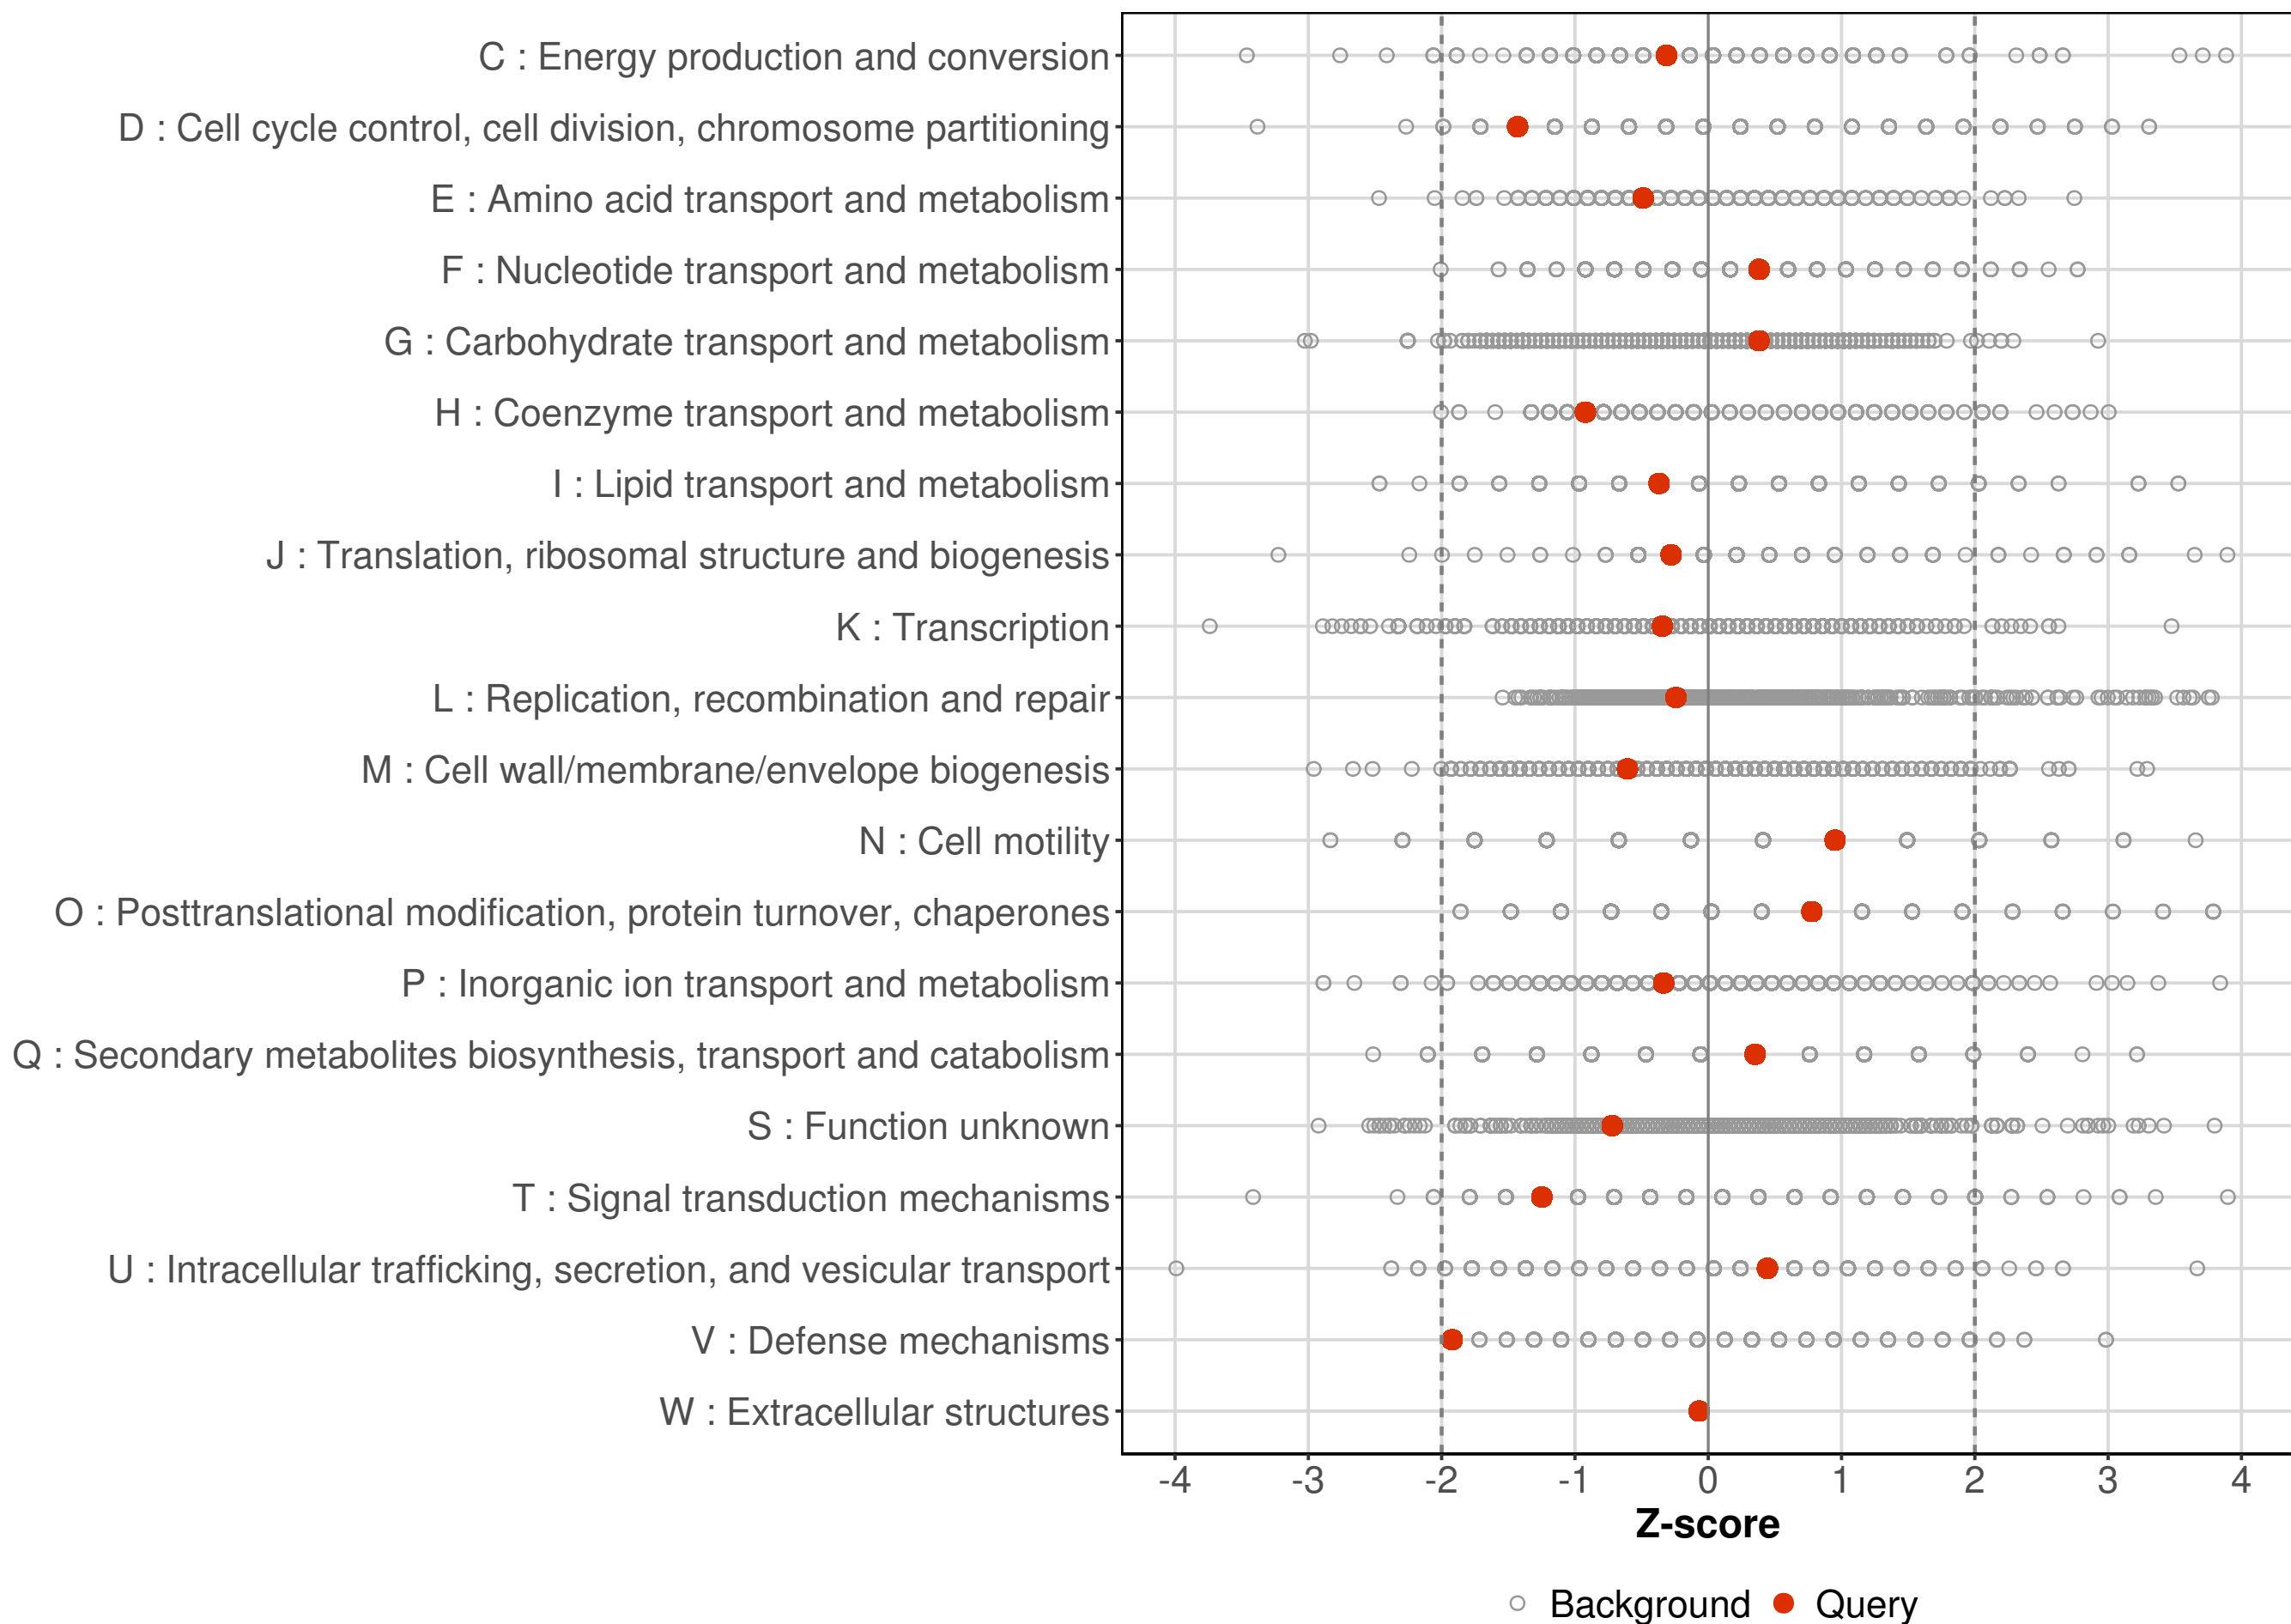 C : Energy production and conversion
D : Cell cycle control, cell division, chromosome partitioning
E : Amino acid transport and metabolism
F : Nucleotide transport and metabolism
G : Carbohydrate transport and metabolism
H : Coenzyme transport and metabolism
I : Lipid transport and metabolism
J : Translation, ribosomal structure and biogenesis
K : Transcription
L : Replication, recombination and repair
M : Cell wall/membrane/envelope biogenesis
N : Cell motility
O : Posttranslational modification, protein turnover, chaperones
P : Inorganic ion transport and metabolism
Q : Secondary metabolites biosynthesis, transport and catabolism
S : Function unknown
T : Signal transduction mechanisms
U : Intracellular trafficking, secretion, and vesicular transport
V : Defense mechanisms
W : Extracellular structures
-4 -3 -2 -1 0 1 2 3 4
Z-score
Background Query